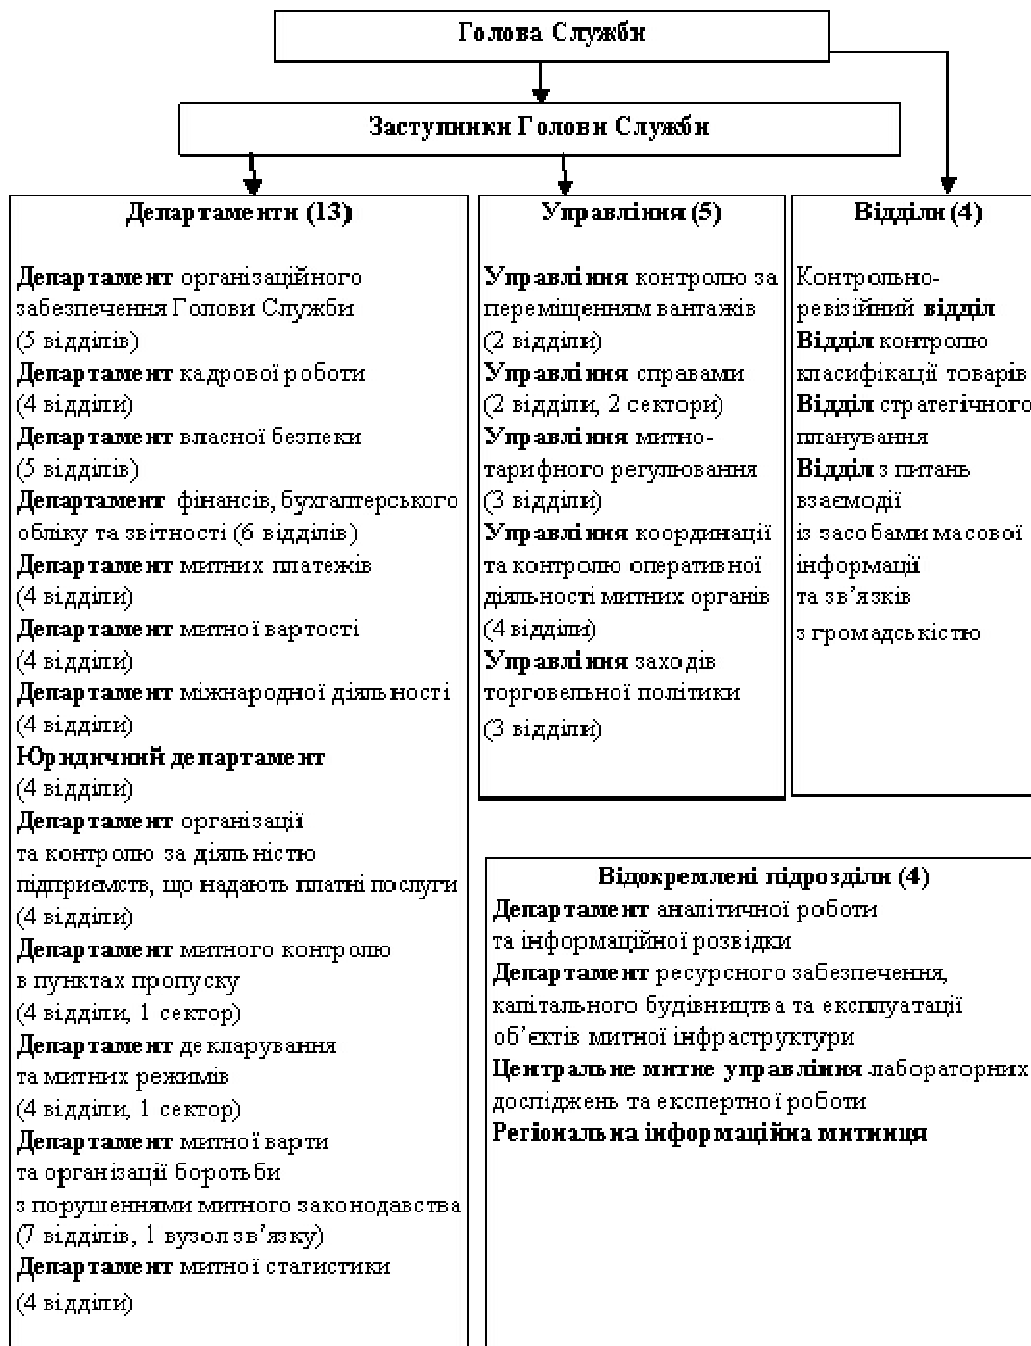 Голова Служби
Заступники Голови Служби
Департаменти (13)
Департамент організаційного
забезпечення Голови Служби
(5 відділів)
Департамент кадрової роботи
(4 відділи)
Департамент власної безпеки
(5 відділів)
Департамент фінансів, бухгалтерського
обліку та звітності (6 відділів)
Департамент митних платежів
(4 відділи)
Департамент митної вартості
(4 відділи)
Департамент міжнародної діяльності
(4 відділи)
Юридичний департамент
(4 відділи)
Департамент організації
та контролю за діяльністю
підприємств, що надають платні послуги
(4 відділи)
Департамент митного контролю
в пунктах пропуску
(4 відділи, 1 сектор)
Департамент декларування
та митних режимів
(4 відділи, 1 сектор)
Департамент митної варти
та організації боротьби
з порушеннями митного законодавства
(7 відділів, 1 вузол зв’язку)
Департамент митної статистики
(4 відділи)
Управління (5)
Управління контролю за
переміщенням вантажів
(2 відділи)
Управління справами
(2 відділи, 2 сектори)
Управління митно-
тарифного регулювання
(3 відділи)
Управління координації
та контролю оперативної
діяльності митних органів
(4 відділи)
Управління заходів
торговельної політики
(3 відділи)
Відділи (4)
Контрольно-
ревізійний відділ
Відділ контролю
класифікації товарів
Відділ стратегічного
планування
Відділ з питань
взаємодії
із засобами масової
інформації
та зв’язків
з громадськістю
Відокремлені підрозділи (4)
Департамент аналітичної роботи
та інформаційної розвідки
Департамент ресурсного забезпечення,
капітального будівництва та експлуатації
об’єктів митної інфраструктури
Центральне митне управління лабораторних
досліджень та експертної роботи
Регіональна інформаційна митниця